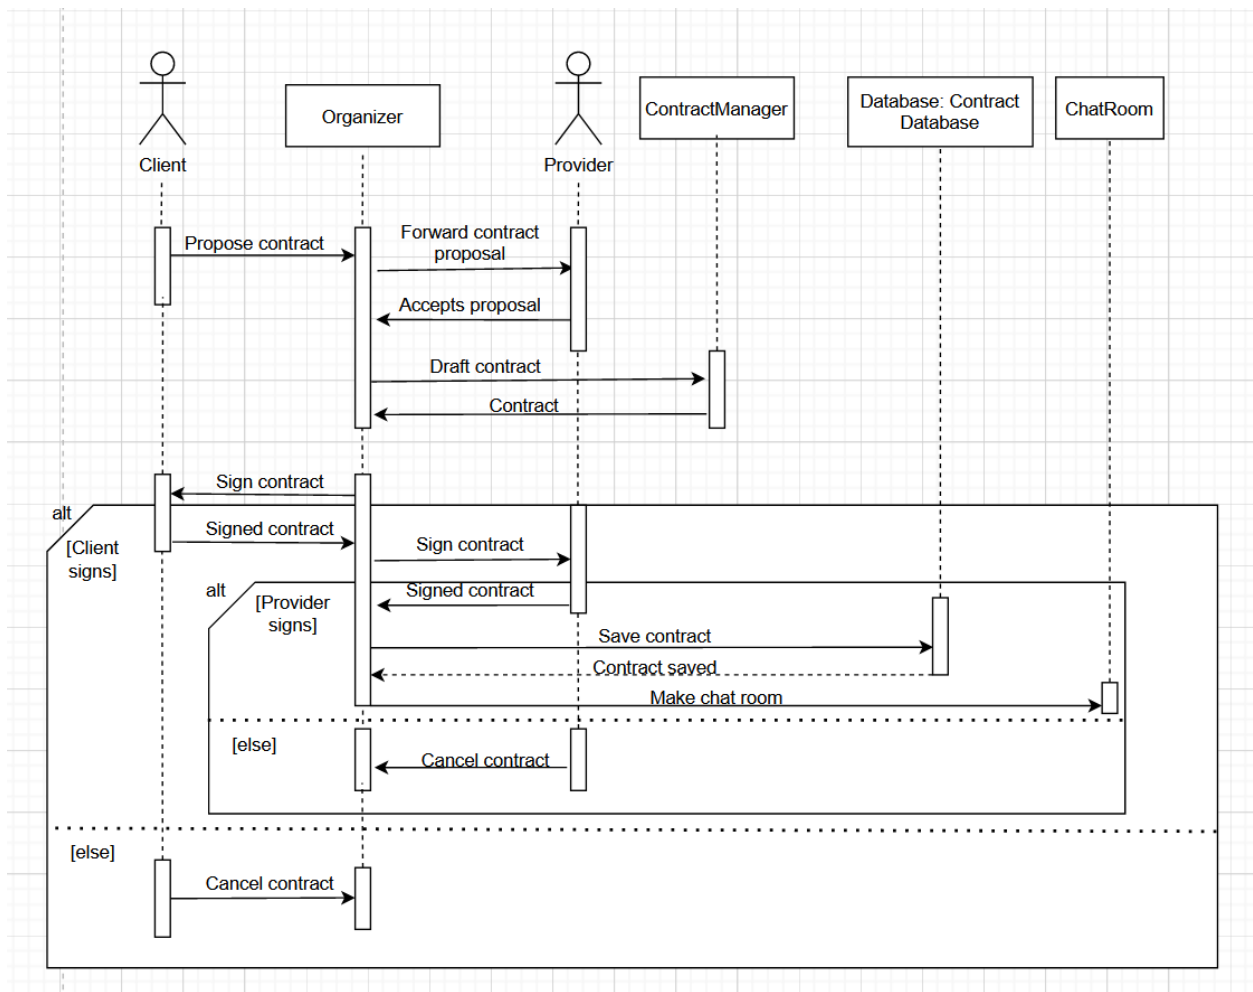 Client
Organizer
Provider
ContractManager
Database: Contract
Database
ChatRoom
Propose contract
Forward contract
proposal
Accepts proposal
Draft contract
Contract
Sign contract
alt
[Client
signs]
Signed contract
Sign contract
alt
[Provider
signs]
Signed contract
Save contract
Contract saved
Make chat room
[else]
Cancel contract
[else]
Cancel contract